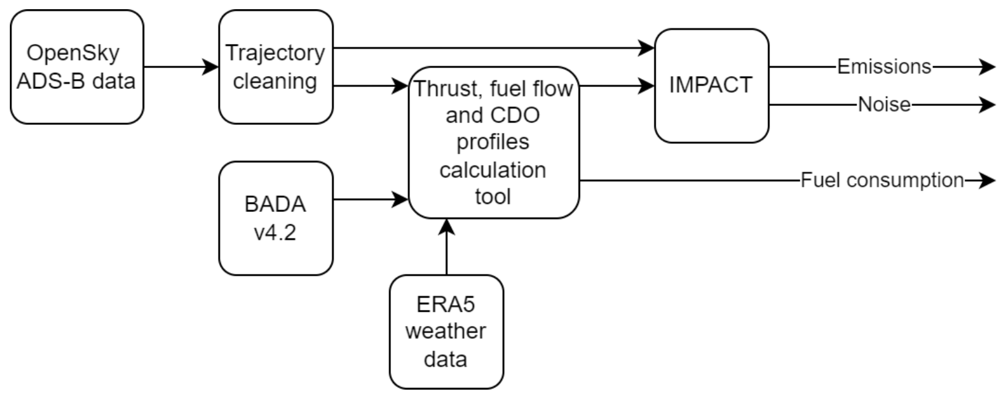 OpenSky
ADS-B data
Trajectory
cleaning
Thrust, fuel flow
and CDO
profiles
calculation
tool
IMPACT
Emissions
Noise
Fuel consumption
BADA
v4.2
ERA5
weather
data